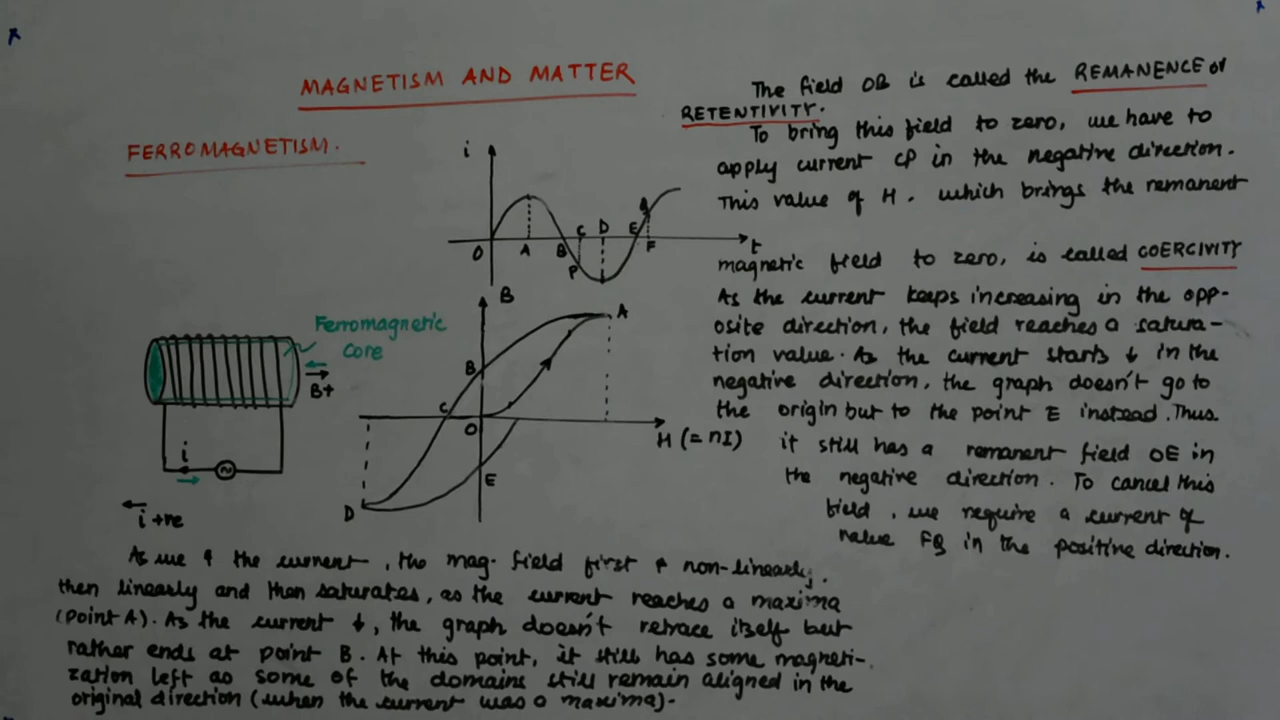 MAGNETISM AND MATTER
FERROMAGNETISM.
i
O A B C D E F t
P
B
A
B
C
O
H (= nI)
E
D
Ferromagnetic
core
B+
i
i +ve
As we ↑ the current, the mag. field first ↑ non-linearly,
then linearly and then saturates, as the current reaches a maxima
(Point A). As the current ↓, the graph doesn't retrace itself but
rather ends at point B. At this point, it still has some magneti-
zation left as some of the domains still remain aligned in the
original direction (when the current was a maxima).
The field OB is called the REMANENCE or
RETENTIVITY.
To bring this field to zero, we have to
apply current CP in the negative direction.
This value of H, which brings the remanent
magnetic field to zero, is called COERCIVITY
As the current keeps increasing in the opp-
osite direction, the field reaches a satura-
tion value. As the current starts ↓ in the
negative direction, the graph doesn't go to
the origin but to the point E instead. Thus
it still has a remanent field OE in
the negative direction. To cancel this
field, we require a current of
value FQ in the positive direction.